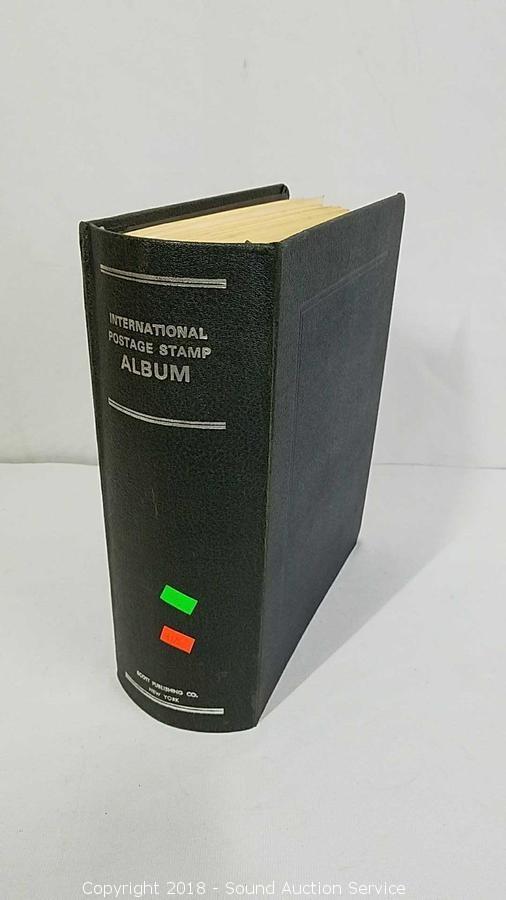 INTERNATIONAL
POSTAGE STAMP
ALBUM
SCOTT PUBLISHING CO.
NEW YORK
Copyright 2018 - Sound Auction Service